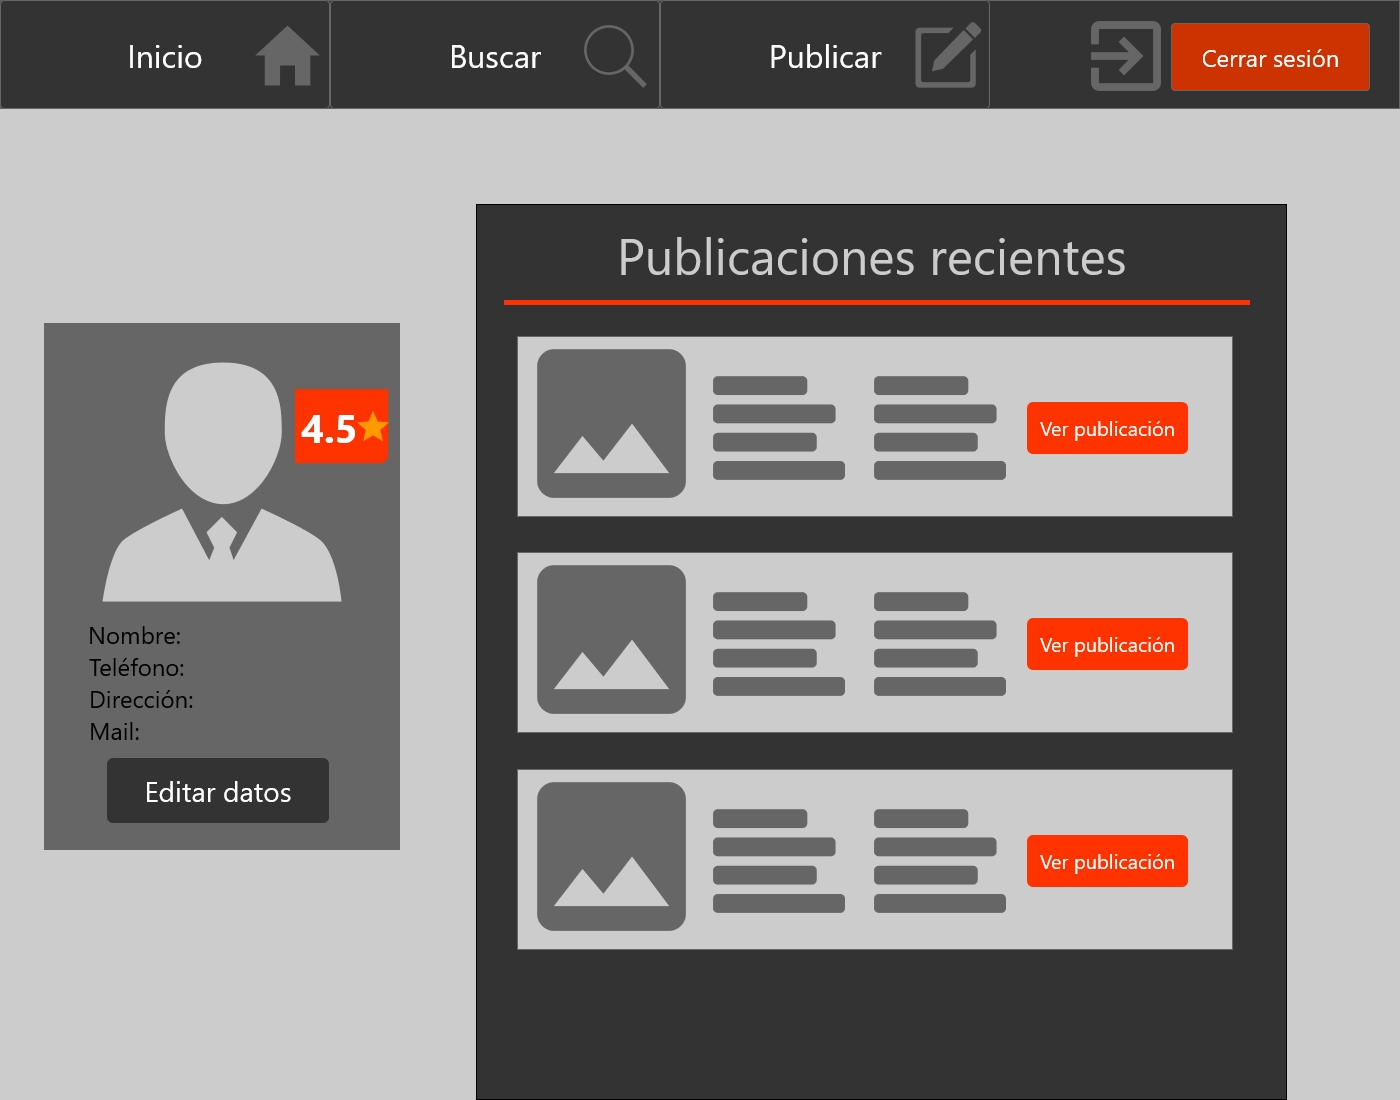 Inicio
Buscar
Publicar
Cerrar sesión
Publicaciones recientes
4.5
Nombre:
Teléfono:
Dirección:
Mail:
Editar datos
Ver publicación
Ver publicación
Ver publicación